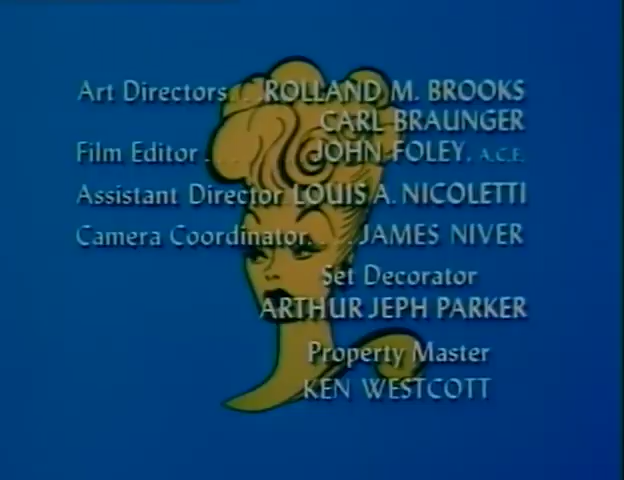 Art Directors... ROLLAND M. BROOKS
CARL BRAUNGER
Film Editor.... JOHN FOLEY, A.C.E.
Assistant Director LOUIS A. NICOLETTI
Camera Coordinator.... JAMES NIVER
Set Decorator
ARTHUR JEPH PARKER
Property Master
KEN WESTCOTT